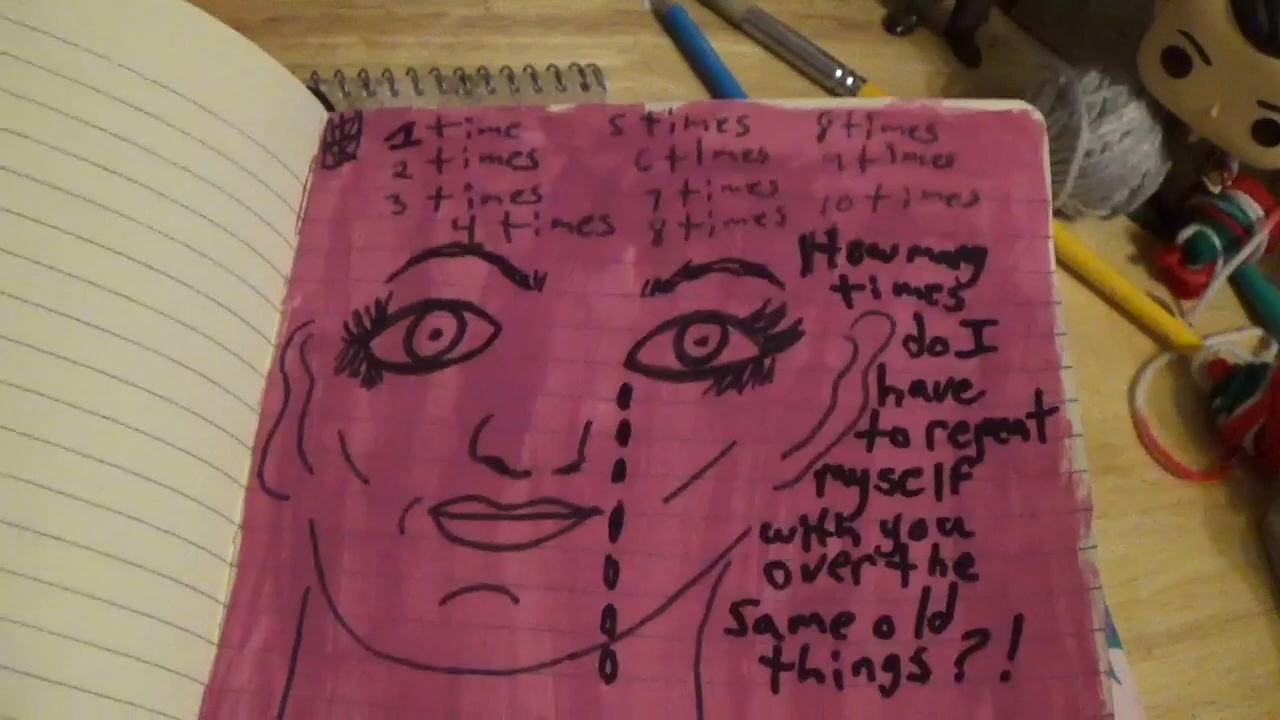 1 time
2 times
3 times
4 times
5 times
6 times
7 times
8 times
8 times
9 times
10 times
How many
times
do I
have
to repeat
myself
with you
over the
same old
things?!